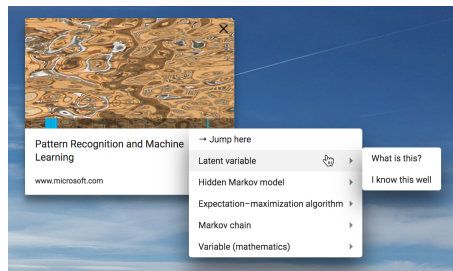 Pattern Recognition and Machine
Learning
www.microsoft.com
→ Jump here
Latent variable
What is this?
I know this well
Hidden Markov model
Expectation–maximization algorithm
Markov chain
Variable (mathematics)